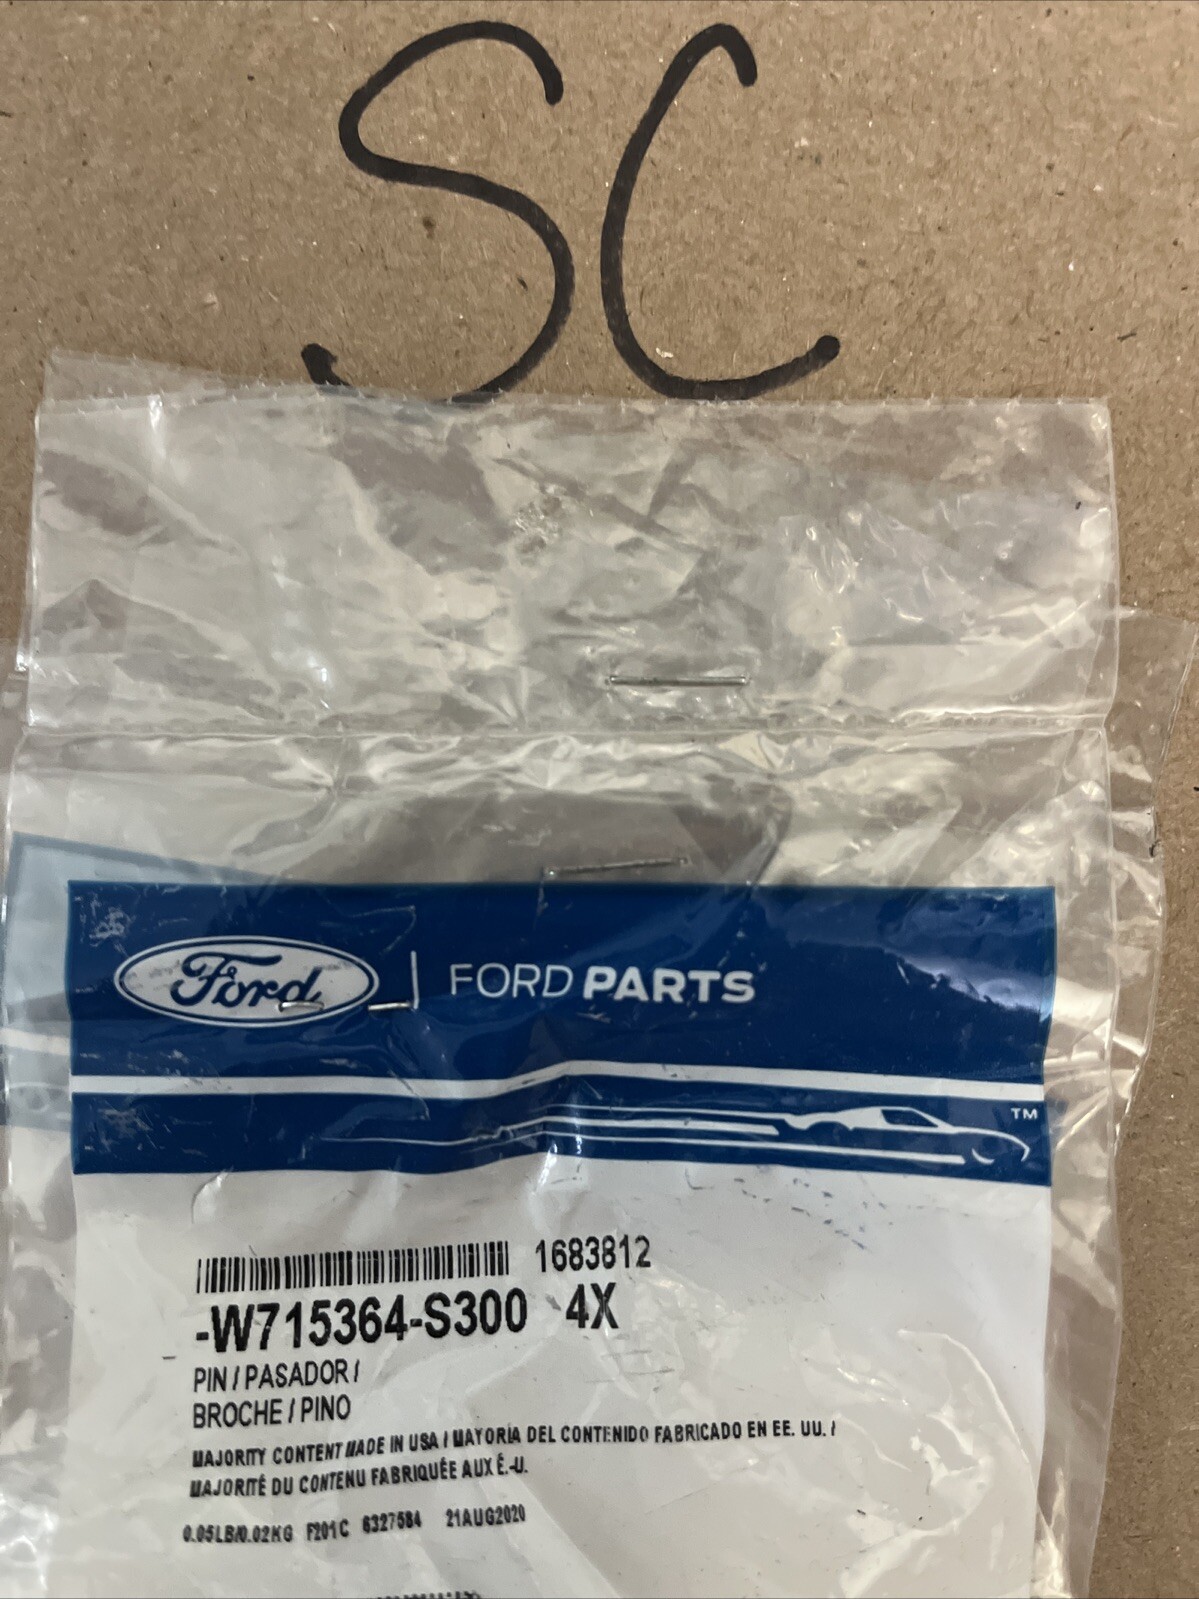 SC
Ford | FORD PARTS
TM
1683812
-W715364-S300 4X
PIN / PASADOR /
BROCHE / PINO
MAJORITY CONTENT MADE IN USA / MAYORÍA DEL CONTENIDO FABRICADO EN EE. UU. /
MAJORITÉ DU CONTENU FABRIQUÉE AUX É.-U.
0.05LB/0.02KG F201C 6327584 21AUG2020